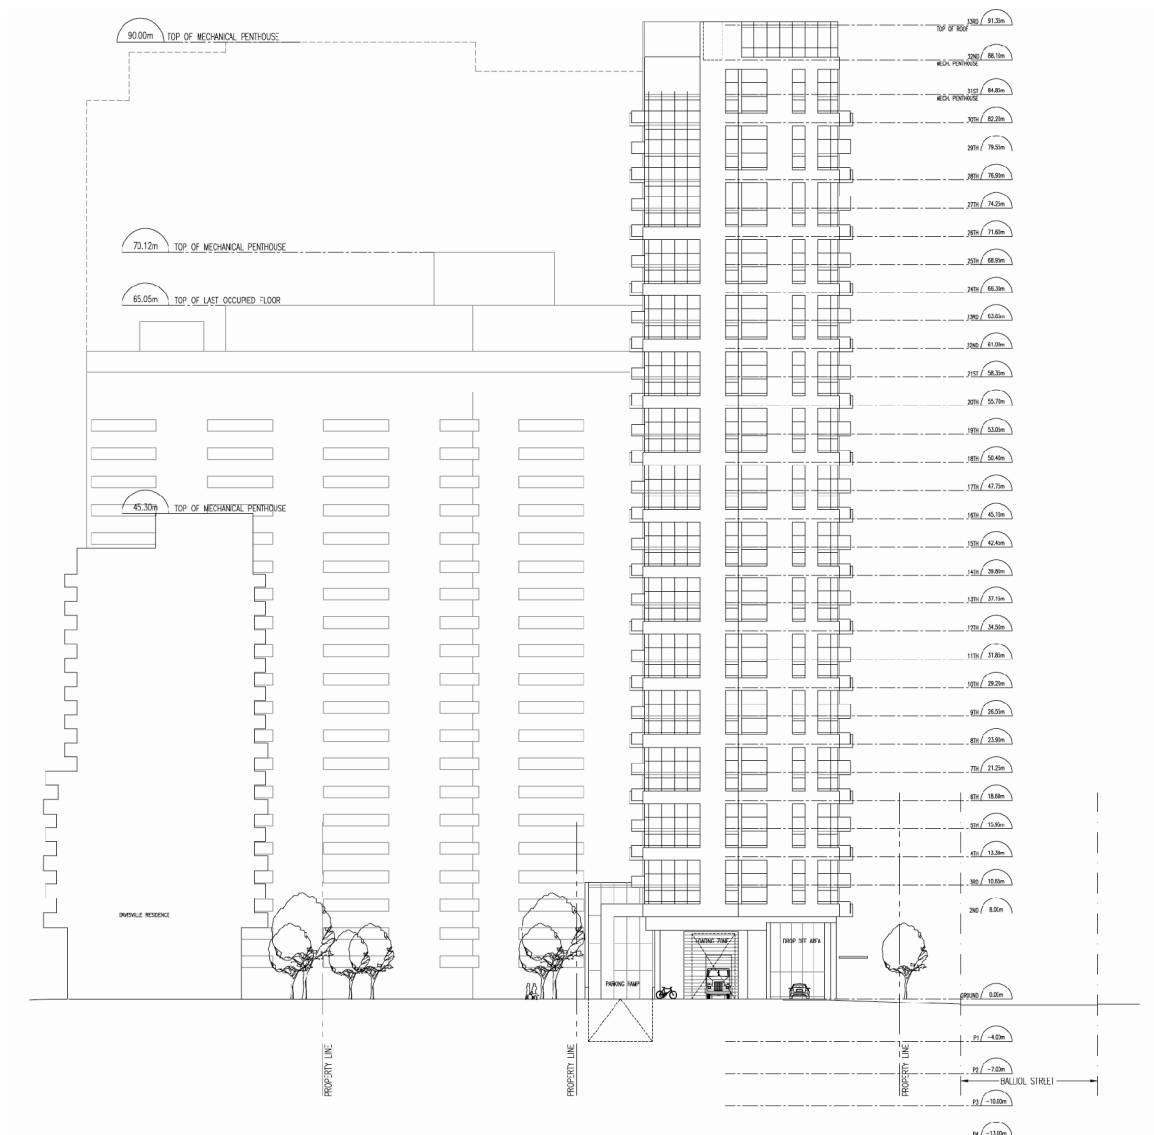 33RD 91.35m
TOP OF ROOF
90.00m TOP OF MECHANICAL PENTHOUSE
32ND 88.10m
MECH. PENTHOUSE
31ST 84.85m
MECH. PENTHOUSE
30TH 82.20m
29TH 79.55m
28TH 76.90m
27TH 74.25m
26TH 71.60m
70.12m TOP OF MECHANICAL PENTHOUSE
25TH 68.95m
24TH 66.30m
65.05m TOP OF LAST OCCUPIED FLOOR
23RD 63.65m
22ND 61.00m
21ST 58.35m
20TH 55.70m
19TH 53.05m
18TH 50.40m
17TH 47.75m
45.30m TOP OF MECHANICAL PENTHOUSE
16TH 45.10m
15TH 42.45m
14TH 39.80m
13TH 37.15m
12TH 34.50m
11TH 31.85m
10TH 29.20m
9TH 26.55m
8TH 23.90m
7TH 21.25m
6TH 18.60m
5TH 15.95m
4TH 13.30m
3RD 10.65m
2ND 8.00m
DAVISVILLE RESIDENCE
LOADING ZONE
DROP OFF AREA
PARKING RAMP
GROUND 0.00m
P1 -4.00m
PROPERTY LINE
PROPERTY LINE
PROPERTY LINE
P2 -7.00m
BALLIOL STREET
P3 -10.00m
P4 -13.00m